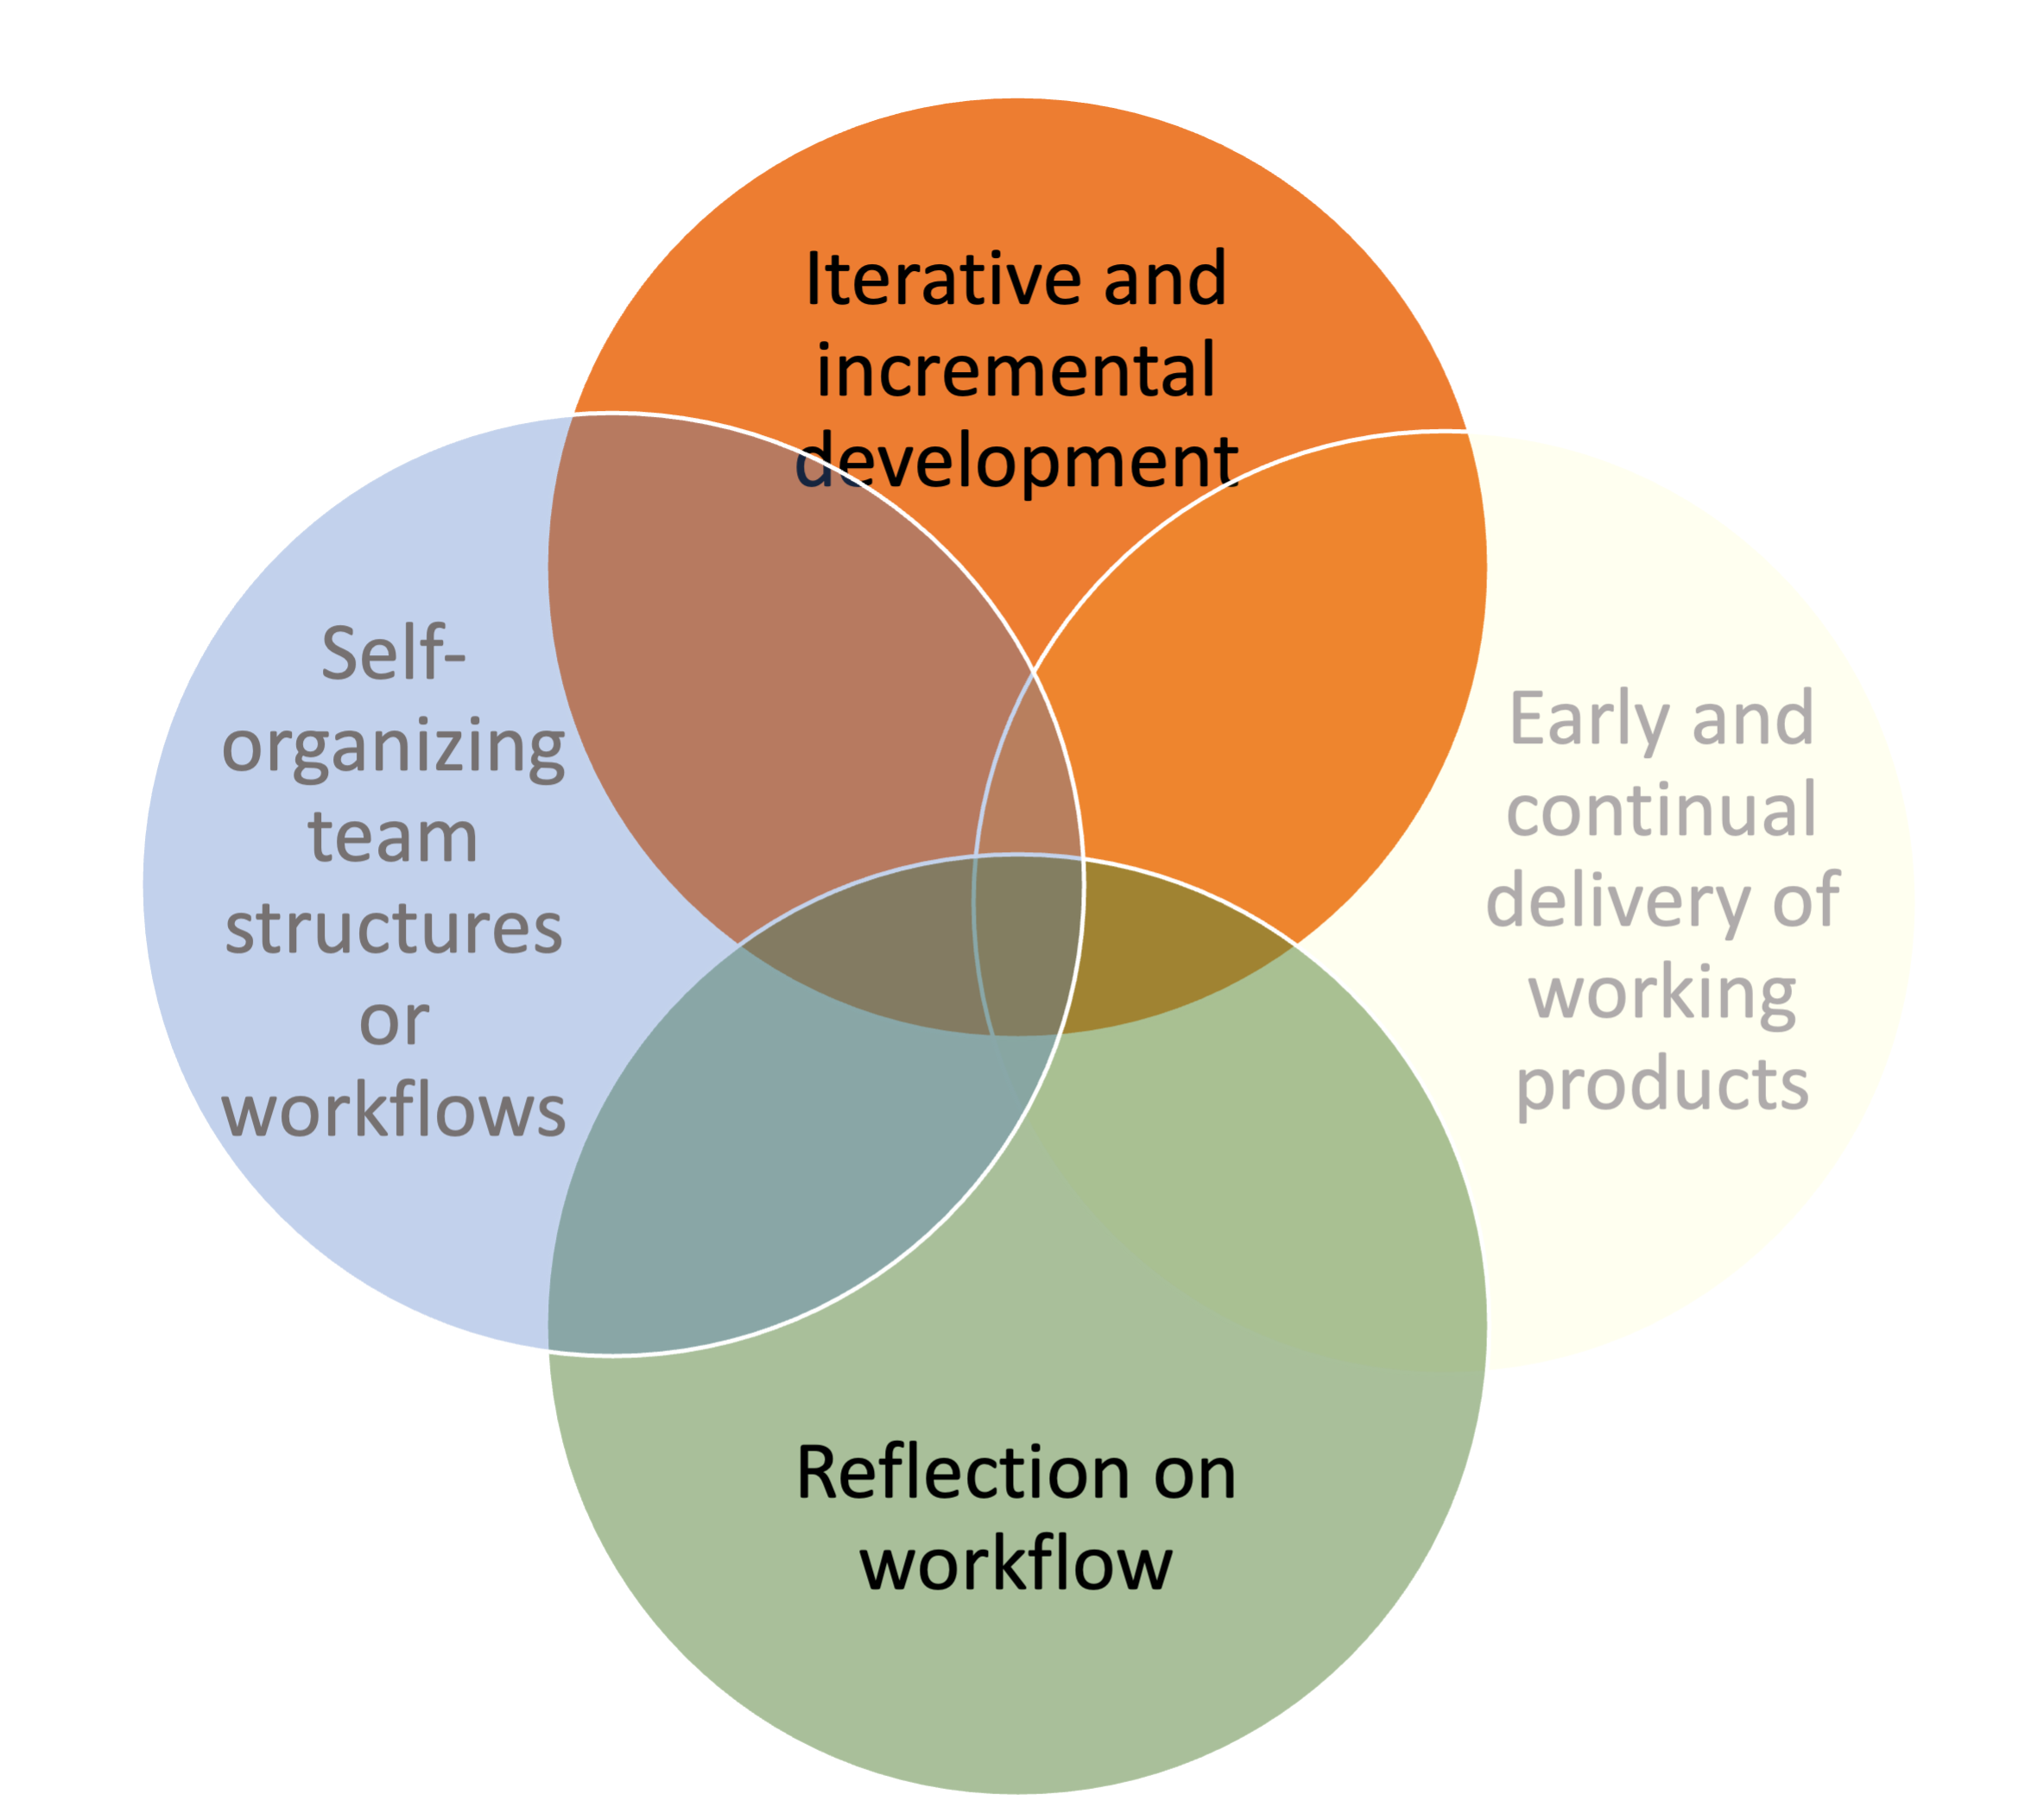 Iterative and
incremental
development
Self-
organizing
team
structures
or
workflows
Early and
continual
delivery of
working
products
Reflection on
workflow